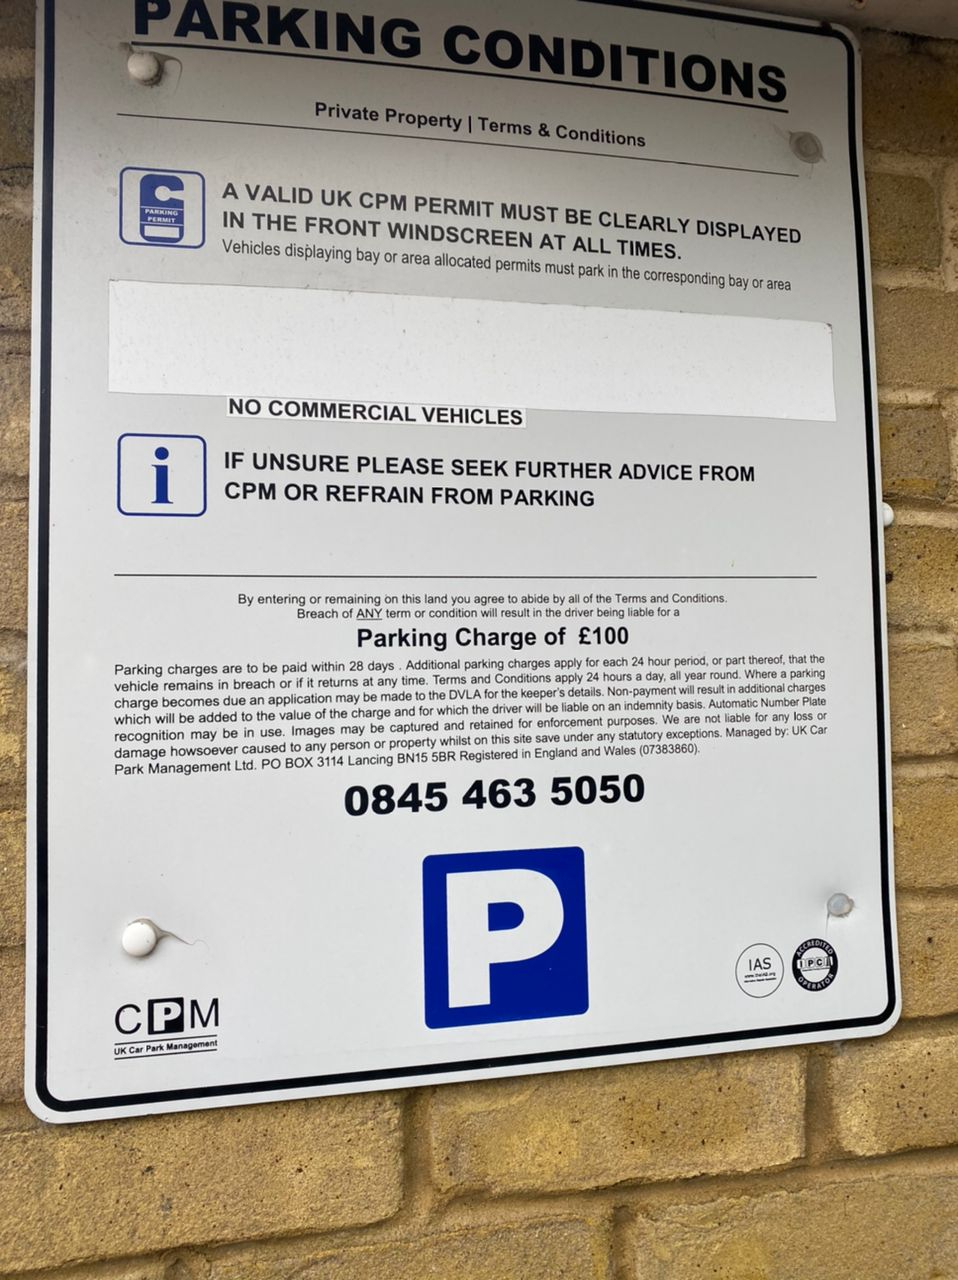 PARKING CONDITIONS
Private Property | Terms & Conditions
PARKING
PERMIT
A VALID UK CPM PERMIT MUST BE CLEARLY DISPLAYED
IN THE FRONT WINDSCREEN AT ALL TIMES.
Vehicles displaying bay or area allocated permits must park in the corresponding bay or area
NO COMMERCIAL VEHICLES
i
IF UNSURE PLEASE SEEK FURTHER ADVICE FROM
CPM OR REFRAIN FROM PARKING
By entering or remaining on this land you agree to abide by all of the Terms and Conditions.
Breach of ANY term or condition will result in the driver being liable for a
Parking Charge of £100
Parking charges are to be paid within 28 days . Additional parking charges apply for each 24 hour period, or part thereof, that the
vehicle remains in breach or if it returns at any time. Terms and Conditions apply 24 hours a day, all year round. Where a parking
charge becomes due an application may be made to the DVLA for the keeper's details. Non-payment will result in additional charges
which will be added to the value of the charge and for which the driver will be liable on an indemnity basis. Automatic Number Plate
recognition may be in use. Images may be captured and retained for enforcement purposes. We are not liable for any loss or
damage howsoever caused to any person or property whilst on this site save under any statutory exceptions. Managed by: UK Car
Park Management Ltd. PO BOX 3114 Lancing BN15 5BR Registered in England and Wales (07383860).
0845 463 5050
P
CPM
UK Car Park Management
IAS
www.theIAS.org
ACCREDITED
IPC
OPERATOR